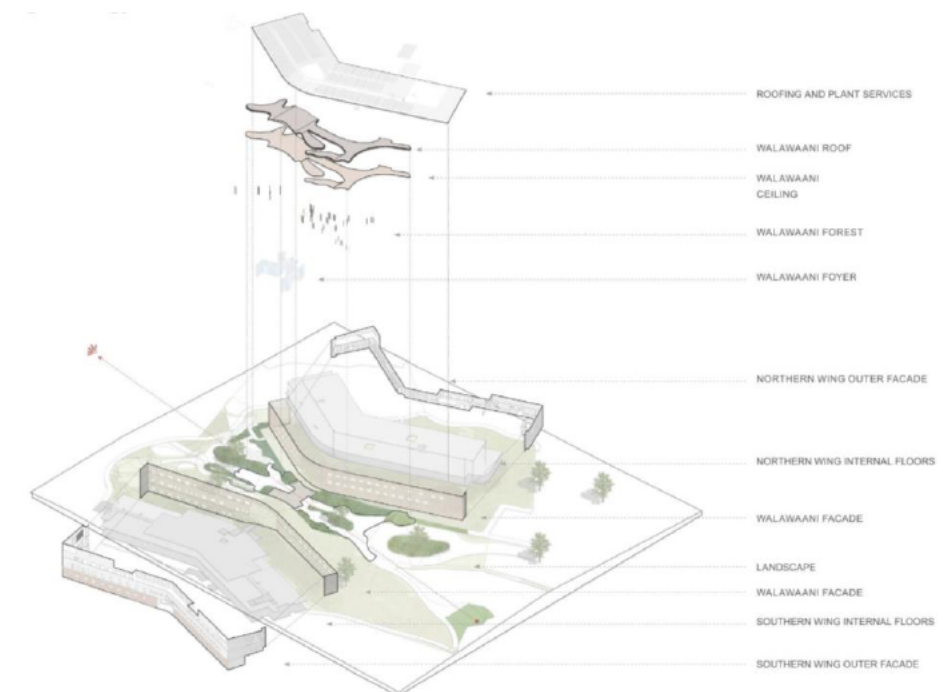 ROOFING AND PLANT SERVICES
WALAWAANI ROOF
WALAWAANI
CEILING
WALAWAANI FOREST
WALAWAANI FOYER
NORTHERN WING OUTER FACADE
NORTHERN WING INTERNAL FLOORS
WALAWAANI FACADE
LANDSCAPE
WALAWAANI FACADE
SOUTHERN WING INTERNAL FLOORS
SOUTHERN WING OUTER FACADE